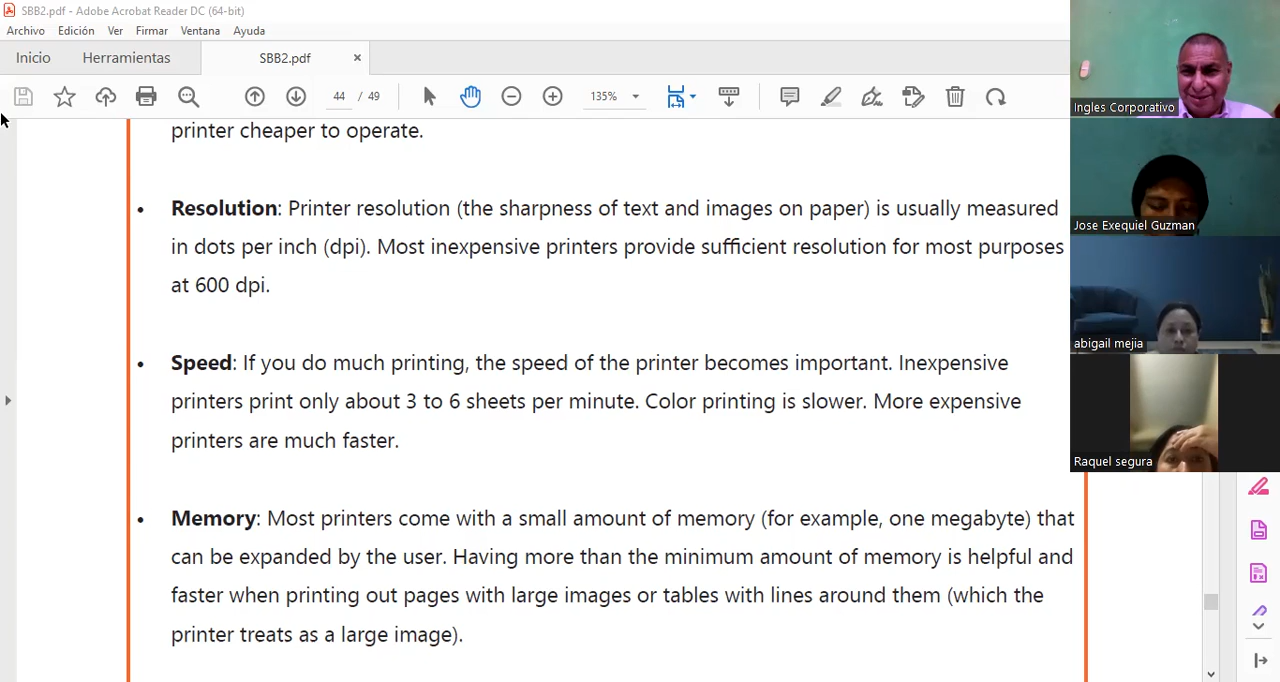 SBB2.pdf - Adobe Acrobat Reader DC (64-bit)
Archivo Edición Ver Firmar Ventana Ayuda
Inicio Herramientas SBB2.pdf ×
44 / 49 135%
printer cheaper to operate.
• Resolution: Printer resolution (the sharpness of text and images on paper) is usually measured
in dots per inch (dpi). Most inexpensive printers provide sufficient resolution for most purposes
at 600 dpi.
• Speed: If you do much printing, the speed of the printer becomes important. Inexpensive
printers print only about 3 to 6 sheets per minute. Color printing is slower. More expensive
printers are much faster.
• Memory: Most printers come with a small amount of memory (for example, one megabyte) that
can be expanded by the user. Having more than the minimum amount of memory is helpful and
faster when printing out pages with large images or tables with lines around them (which the
printer treats as a large image).
Ingles Corporativo
Jose Exequiel Guzman
abigail mejia
Raquel segura